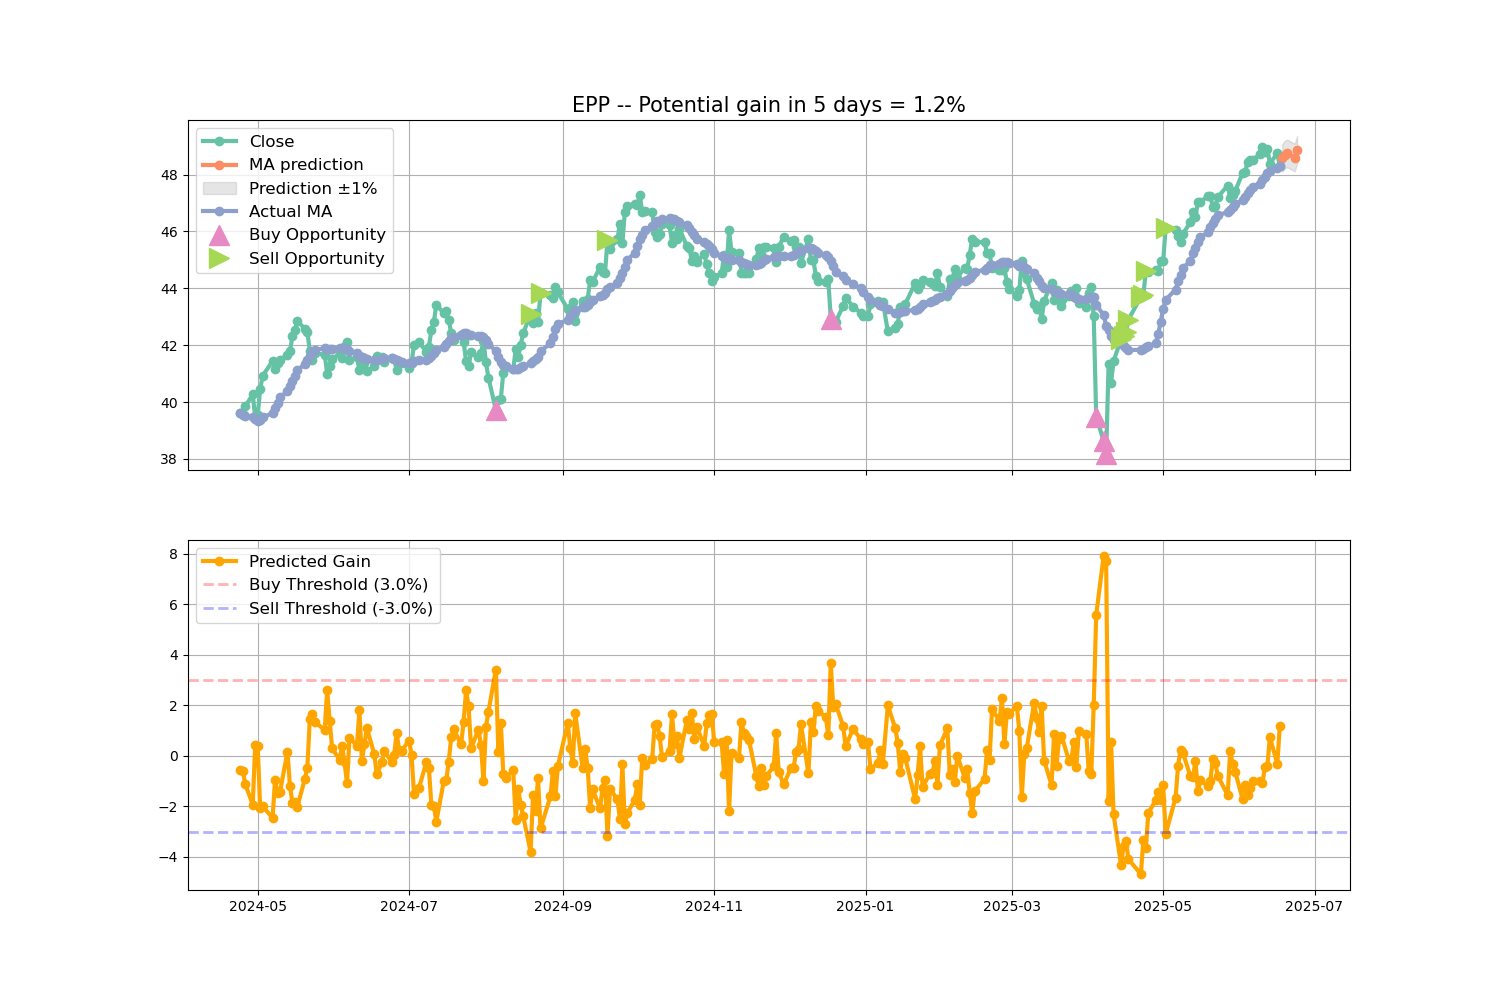 EPP -- Potential gain in 5 days = 1.2%
Close
MA prediction
Prediction ±1%
Actual MA
Buy Opportunity
Sell Opportunity
48
46
44
42
40
38
Predicted Gain
Buy Threshold (3.0%)
Sell Threshold (-3.0%)
8
6
4
2
0
−2
−4
2024-05
2024-07
2024-09
2024-11
2025-01
2025-03
2025-05
2025-07